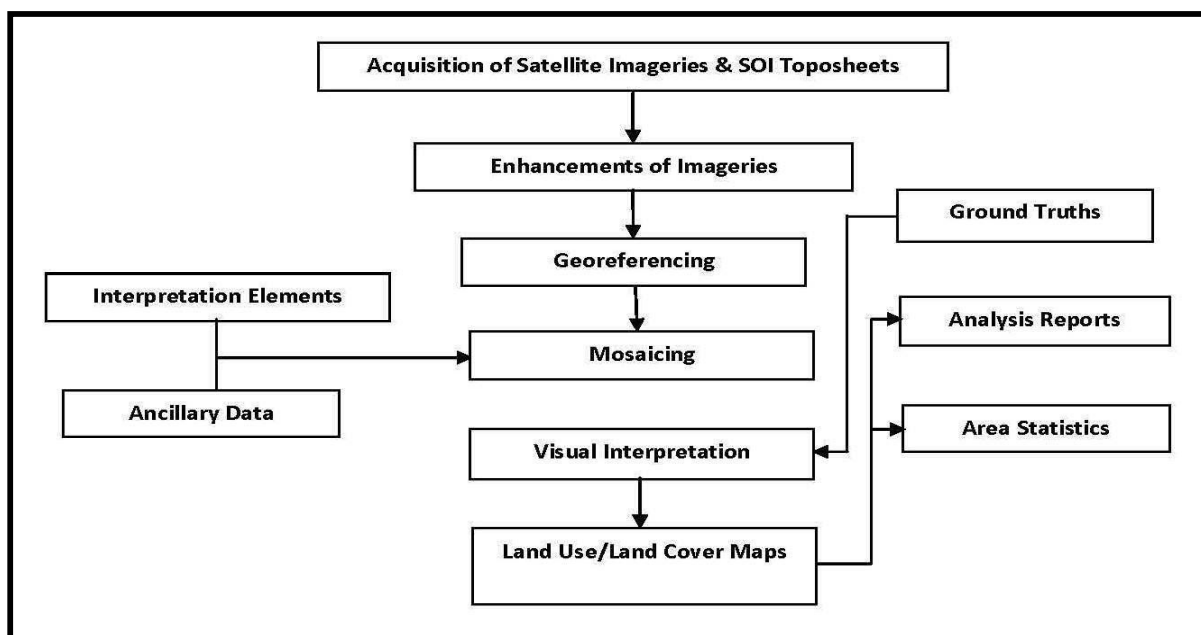 Acquisition of Satellite Imageries & SOI Toposheets
Enhancements of Imageries
Ground Truths
Georeferencing
Interpretation Elements
Analysis Reports
Mosaicing
Ancillary Data
Area Statistics
Visual Interpretation
Land Use/Land Cover Maps